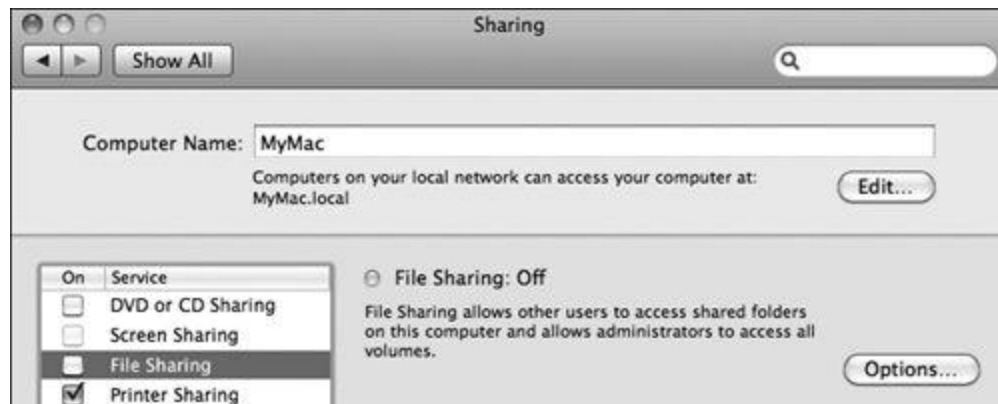 Sharing
Show All
Computer Name: MyMac
Computers on your local network can access your computer at:
MyMac.local
Edit...
On Service
DVD or CD Sharing
Screen Sharing
File Sharing
Printer Sharing
File Sharing: Off
File Sharing allows other users to access shared folders
on this computer and allows administrators to access all
volumes.
Options...